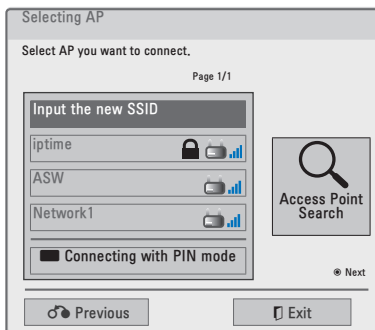 Selecting AP
Select AP you want to connect.
Page 1/1
Input the new SSID
iptime
ASW
Network1
Connecting with PIN mode
Access Point
Search
Next
Previous
Exit